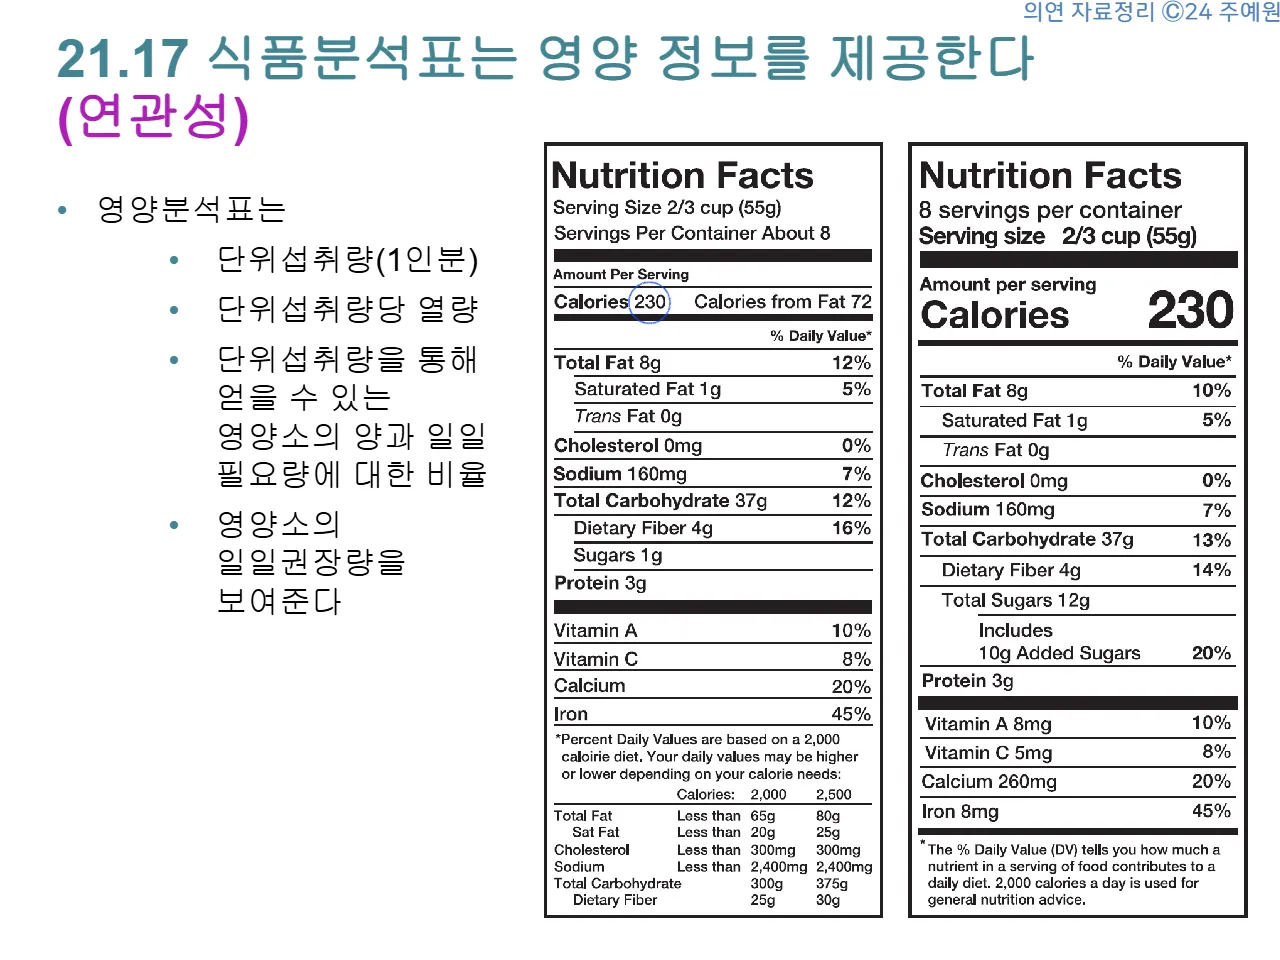 의연 자료정리 Ⓒ24 주예원
21.17 식품분석표는 영양 정보를 제공한다
(연관성)
• 영양분석표는
• 단위섭취량(1인분)
• 단위섭취량당 열량
• 단위섭취량을 통해
얻을 수 있는
영양소의 양과 일일
필요량에 대한 비율
• 영양소의
일일권장량을
보여준다
Nutrition Facts
Serving Size 2/3 cup (55g)
Servings Per Container About 8
Amount Per Serving
Calories 230 Calories from Fat 72
% Daily Value*
Total Fat 8g 12%
Saturated Fat 1g 5%
Trans Fat 0g
Cholesterol 0mg 0%
Sodium 160mg 7%
Total Carbohydrate 37g 12%
Dietary Fiber 4g 16%
Sugars 1g
Protein 3g
Vitamin A 10%
Vitamin C 8%
Calcium 20%
Iron 45%
*Percent Daily Values are based on a 2,000
caloirie diet. Your daily values may be higher
or lower depending on your calorie needs:
Calories: 2,000 2,500
Total Fat Less than 65g 80g
Sat Fat Less than 20g 25g
Cholesterol Less than 300mg 300mg
Sodium Less than 2,400mg 2,400mg
Total Carbohydrate 300g 375g
Dietary Fiber 25g 30g
Nutrition Facts
8 servings per container
Serving size 2/3 cup (55g)
Amount per serving
Calories 230
% Daily Value*
Total Fat 8g 10%
Saturated Fat 1g 5%
Trans Fat 0g
Cholesterol 0mg 0%
Sodium 160mg 7%
Total Carbohydrate 37g 13%
Dietary Fiber 4g 14%
Total Sugars 12g
Includes
10g Added Sugars 20%
Protein 3g
Vitamin A 8mg 10%
Vitamin C 5mg 8%
Calcium 260mg 20%
Iron 8mg 45%
* The % Daily Value (DV) tells you how much a
nutrient in a serving of food contributes to a
daily diet. 2,000 calories a day is used for
general nutrition advice.